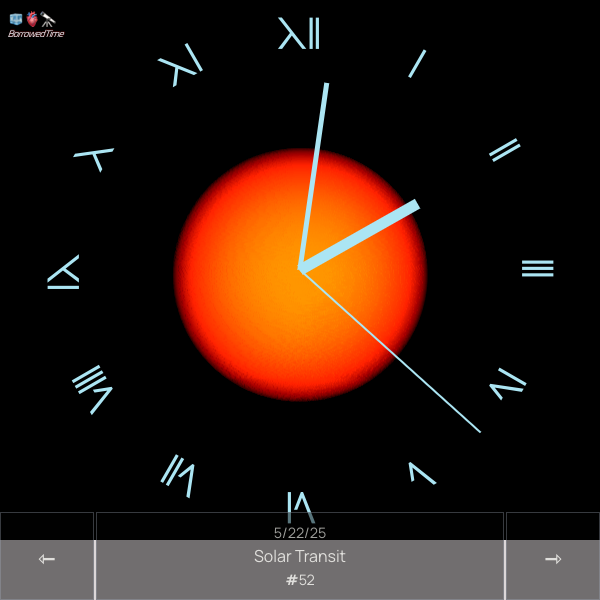 BorrowedTime
XII
I
II
III
IV
V
VI
VII
VIII
IX
X
XI
5/22/25
Solar Transit
#52